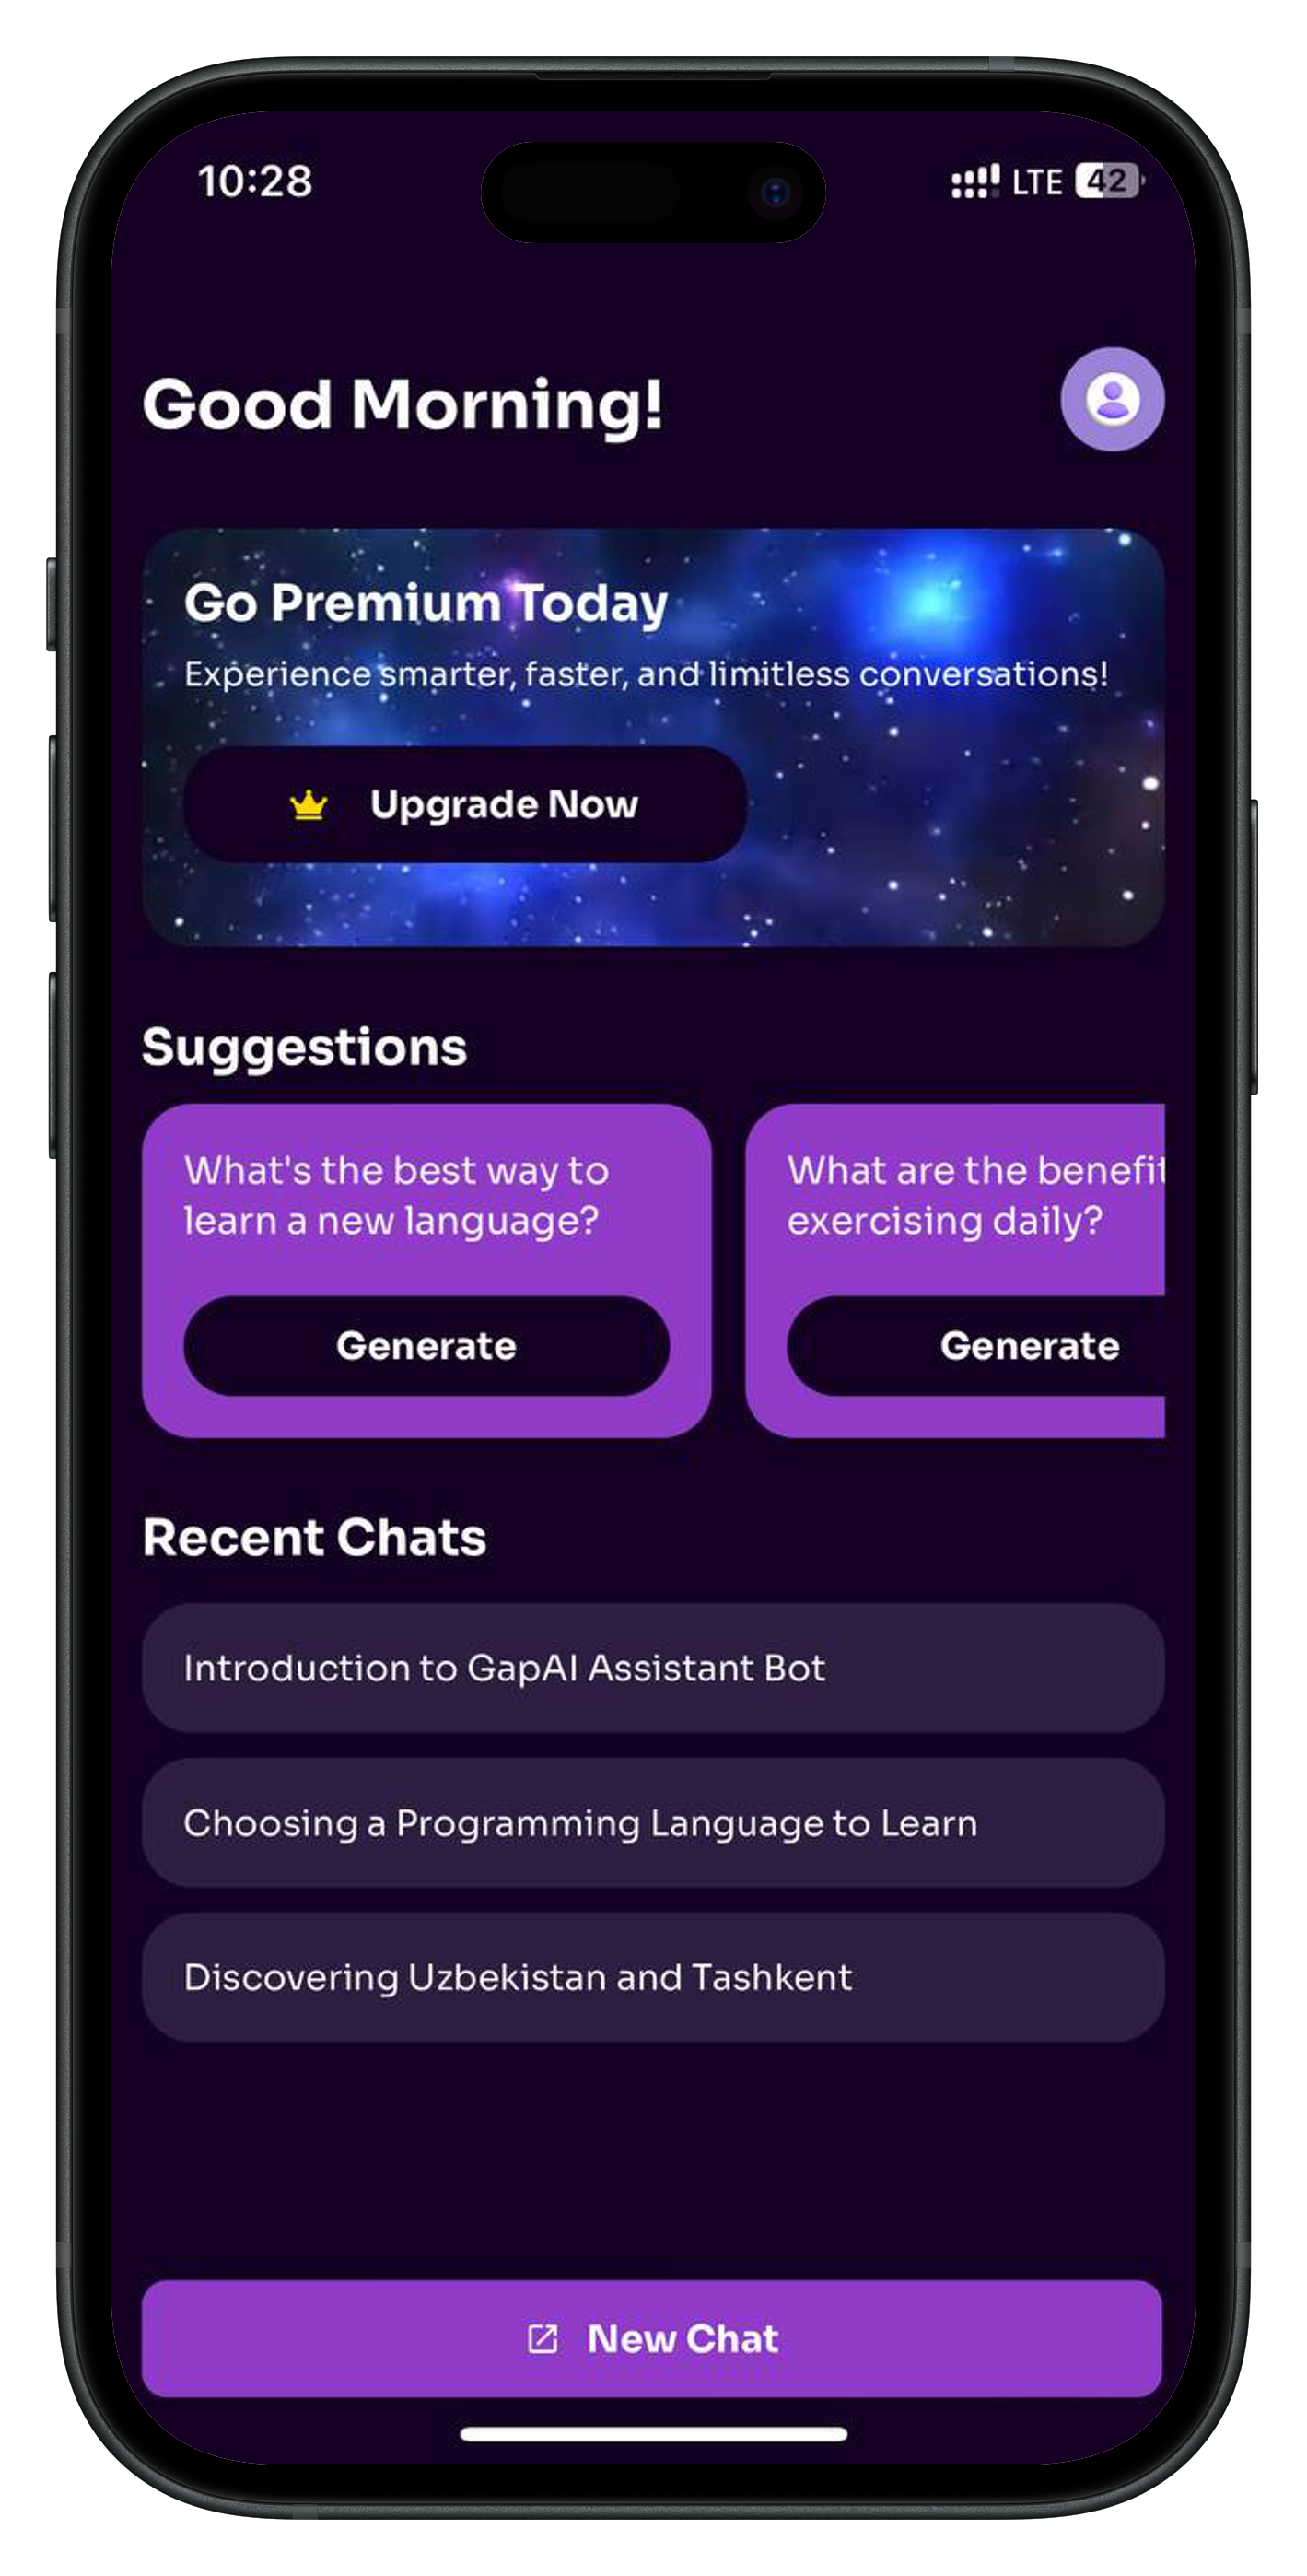 10:28
LTE 42
Good Morning!
Go Premium Today
Experience smarter, faster, and limitless conversations!
Upgrade Now
Suggestions
What's the best way to
learn a new language?
Generate
What are the benefit
exercising daily?
Generate
Recent Chats
Introduction to GapAI Assistant Bot
Choosing a Programming Language to Learn
Discovering Uzbekistan and Tashkent
New Chat